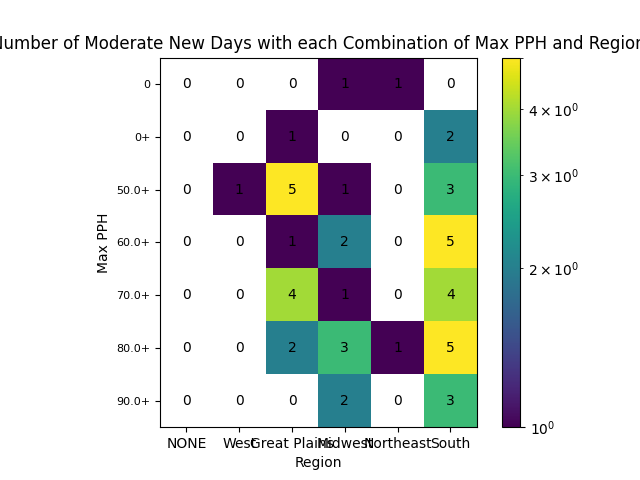 Number of Moderate New Days with each Combination of Max PPH and Region
0 0 0 0 1 1 0
0+ 0 0 1 0 0 2
50.0+ 0 1 5 1 0 3
60.0+ 0 0 1 2 0 5
70.0+ 0 0 4 1 0 4
80.0+ 0 0 2 3 1 5
90.0+ 0 0 0 2 0 3
NONE West Great Plains Midwest Northeast South
Region
Max PPH
4 × 10⁰
3 × 10⁰
2 × 10⁰
10⁰